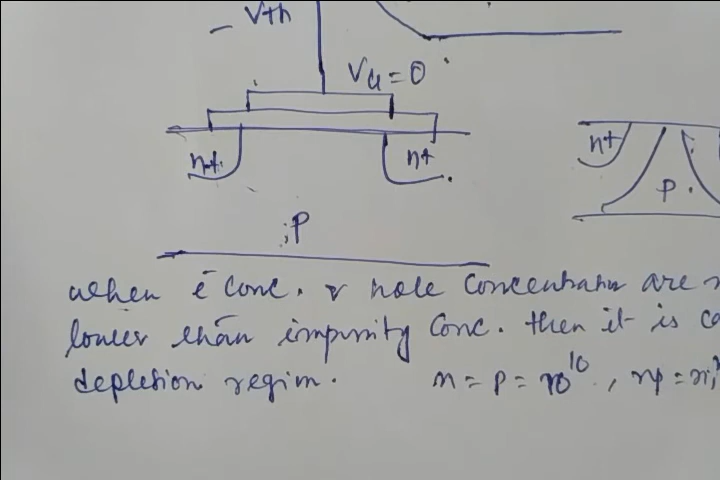 – Vth
VG = 0
n+ n+ n+
P P.
when ē conc. & hole concentration are
lower than impurity conc. then it is
depletion regim. n = p = 10^10, np = ni